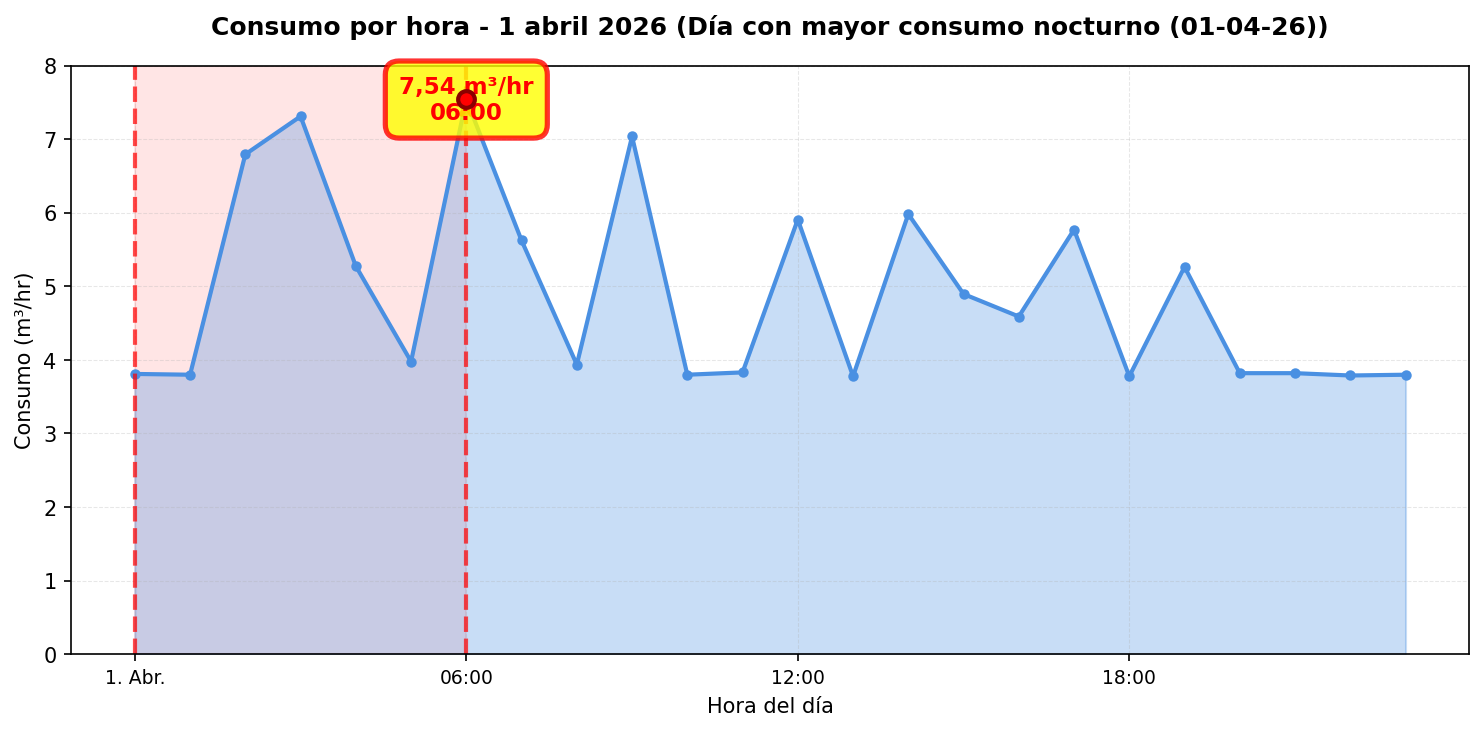 Consumo por hora - 1 abril 2026 (Día con mayor consumo nocturno (01-04-26))
7,54 m³/hr
06:00
Consumo (m³/hr)
8
7
6
5
4
3
2
1
0
1. Abr.
06:00
12:00
18:00
Hora del día